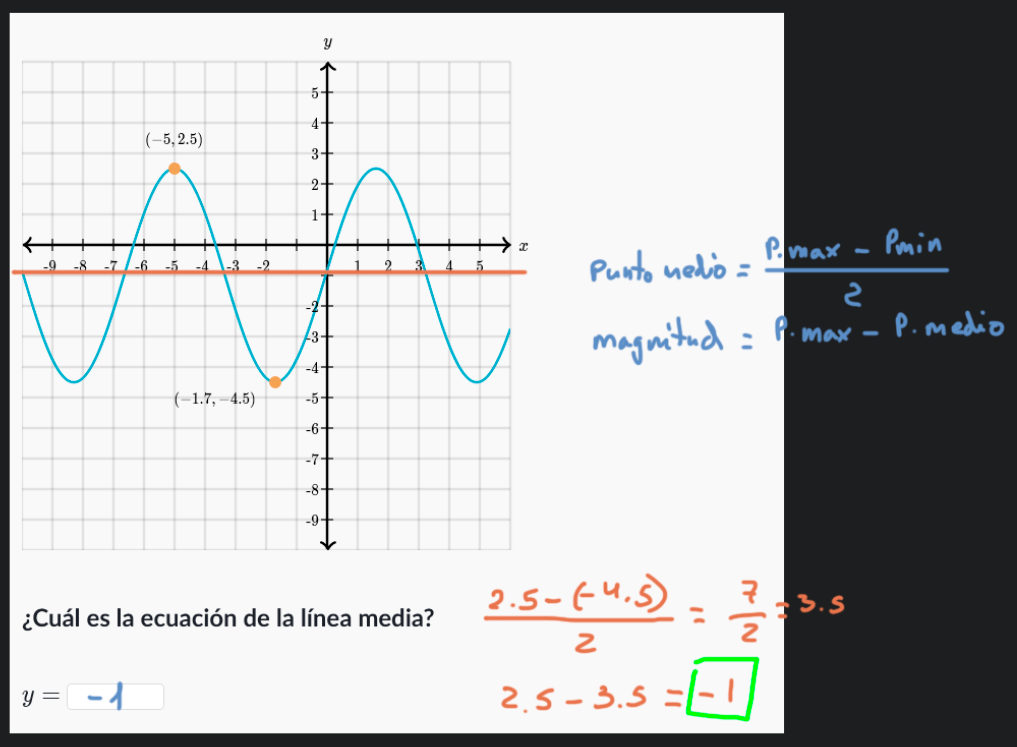 y
5
4
(−5, 2.5)
3
2
1
x
-9 -8 -7 -6 -5 -4 -3 -2 1 2 3 4 5
-2
-3
-4
(−1.7, −4.5)
-5
-6
-7
-8
-9
Punto medio = P.max - Pmin
2
magnitud = P.max - P.medio
¿Cuál es la ecuación de la línea media?
2.5-(-4.5) = 7 = 3.5
2 2
y = -1
2.5 - 3.5 = -1